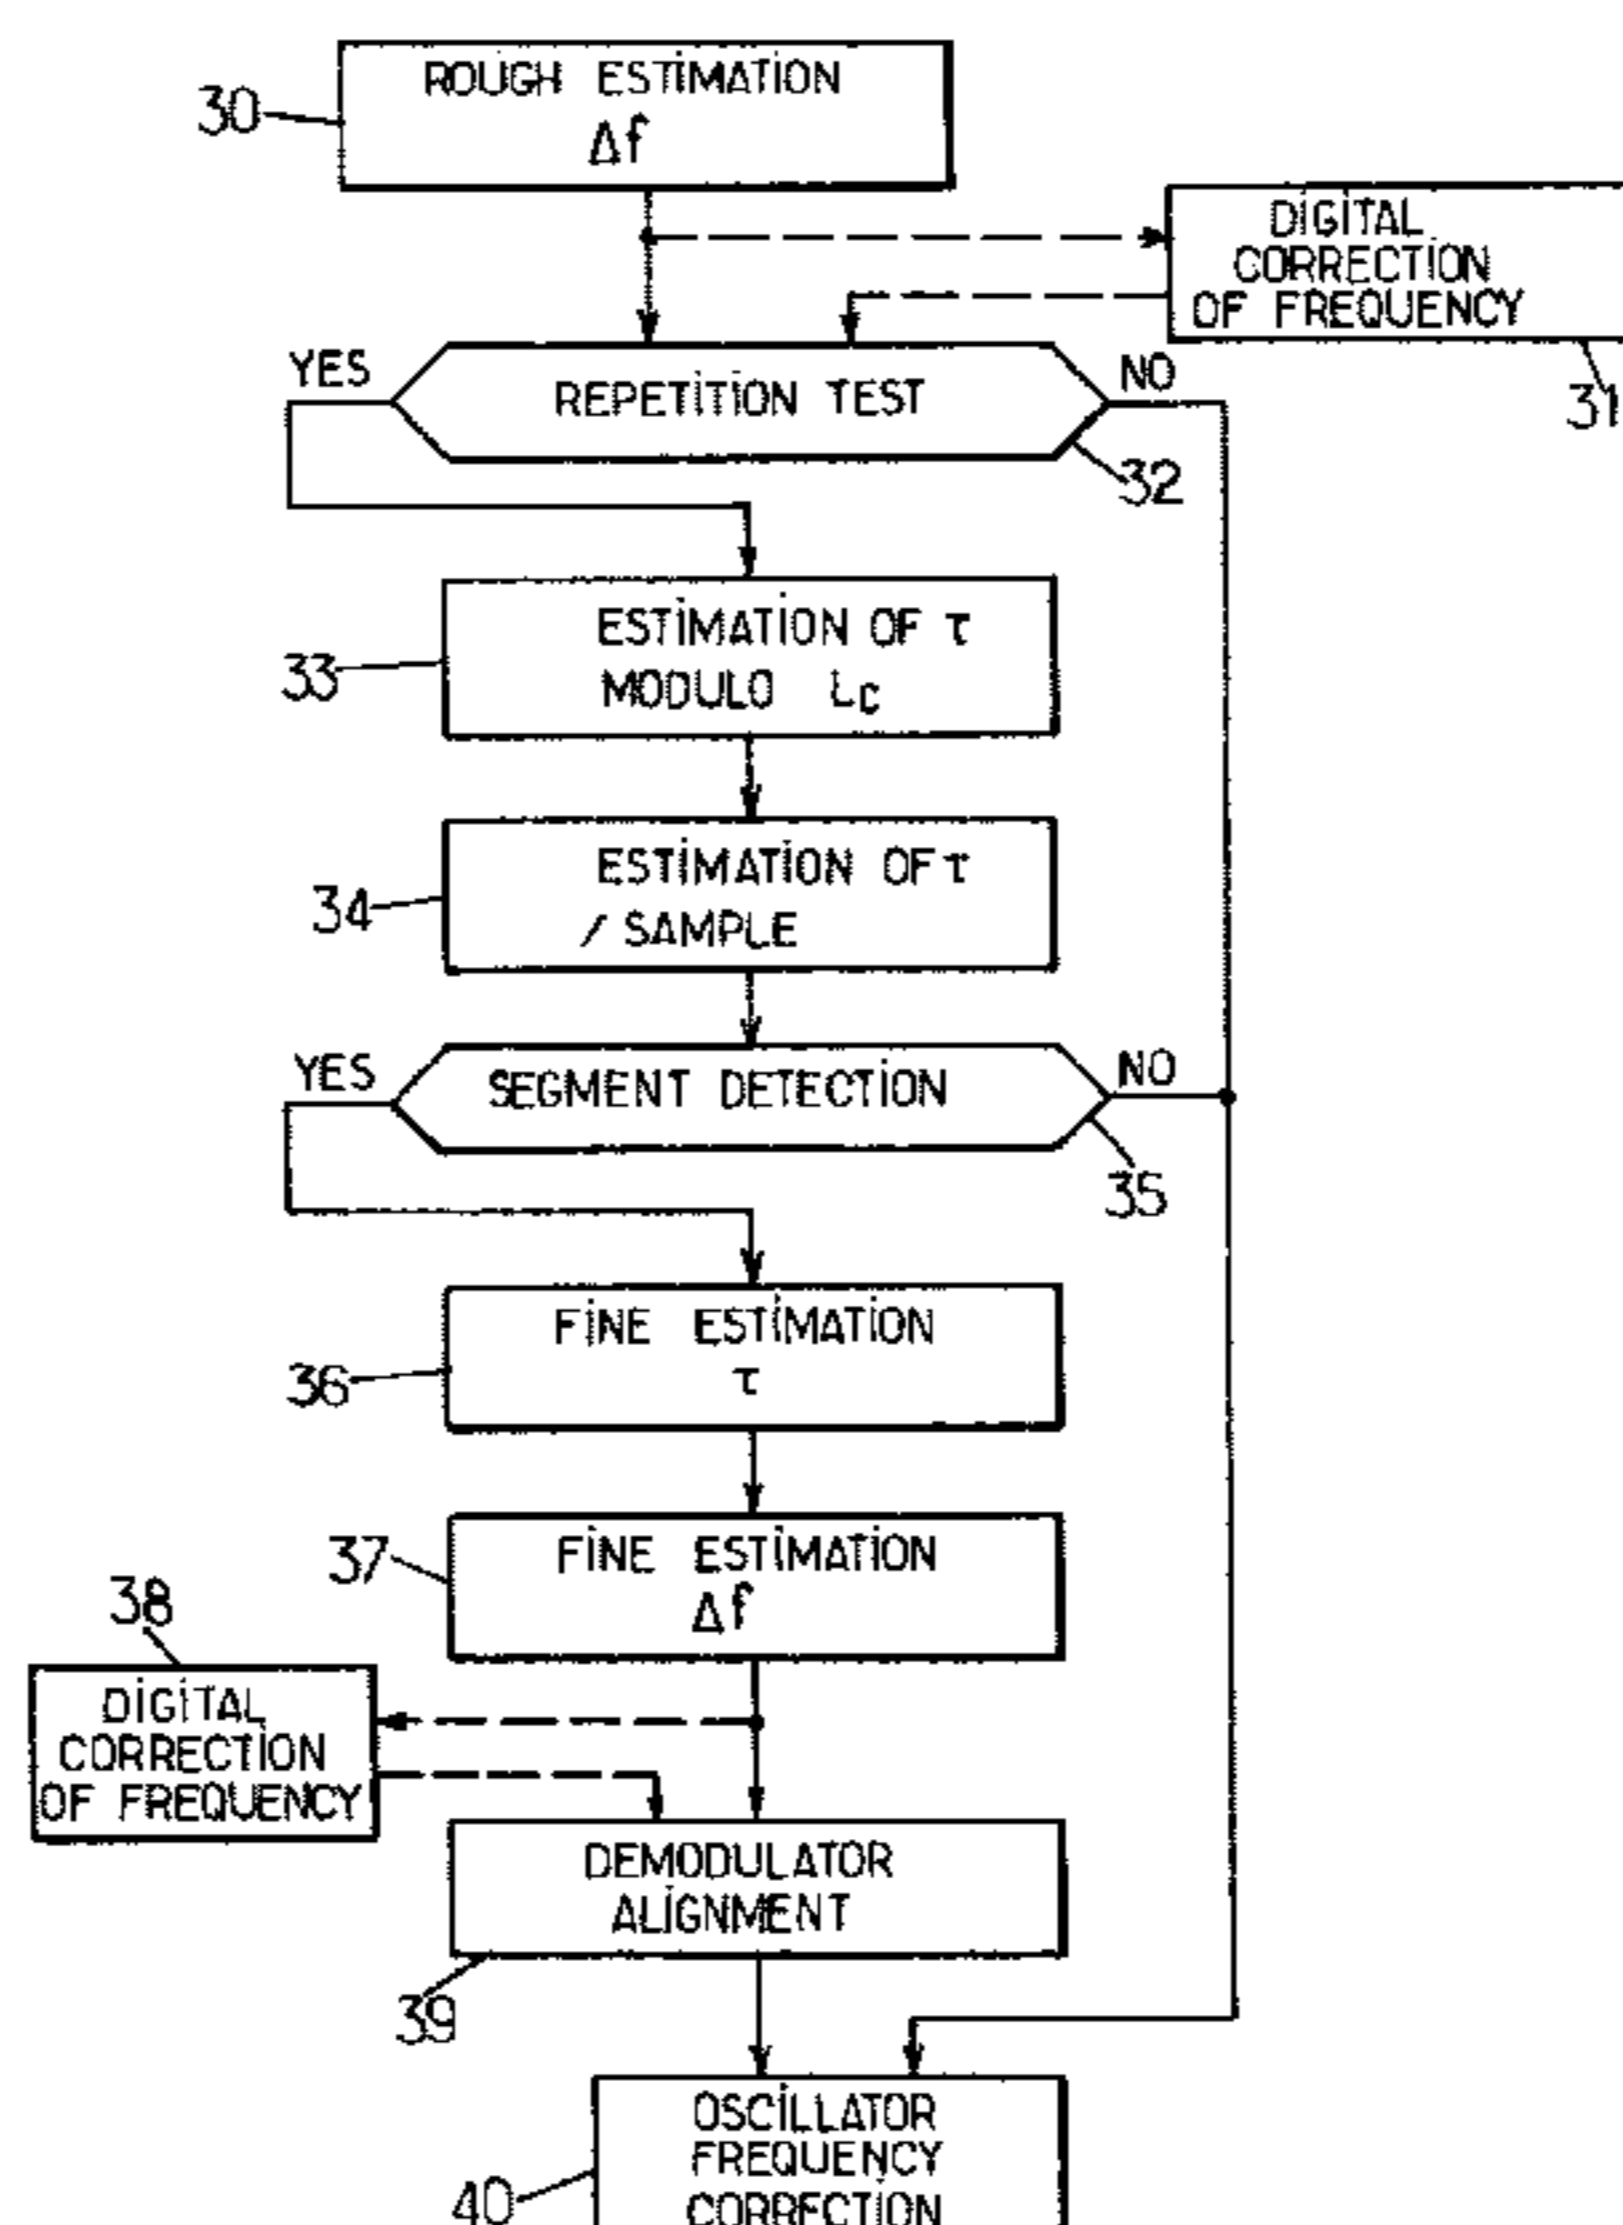 ROUGH ESTIMATION
Δf
30
DIGITAL
CORRECTION
OF FREQUENCY
31
YES
REPETITION TEST
NO
32
ESTIMATION OF τ
MODULO Lc
33
ESTIMATION OF τ
/ SAMPLE
34
YES
SEGMENT DETECTION
NO
35
FINE ESTIMATION
τ
36
FINE ESTIMATION
Δf
37
38
DIGITAL
CORRECTION
OF FREQUENCY
DEMODULATOR
ALIGNMENT
39
OSCILLATOR
FREQUENCY
CORRECTION
40